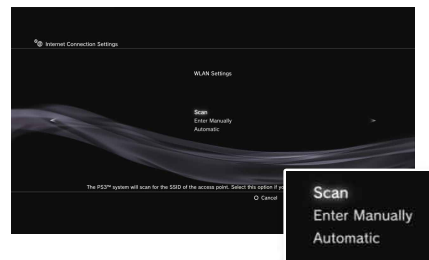 Internet Connection Settings
WLAN Settings
Scan
Enter Manually
Automatic
The PS3™ system will scan for the SSID of the access point. Select this option if yo
Cancel
Scan
Enter Manually
Automatic